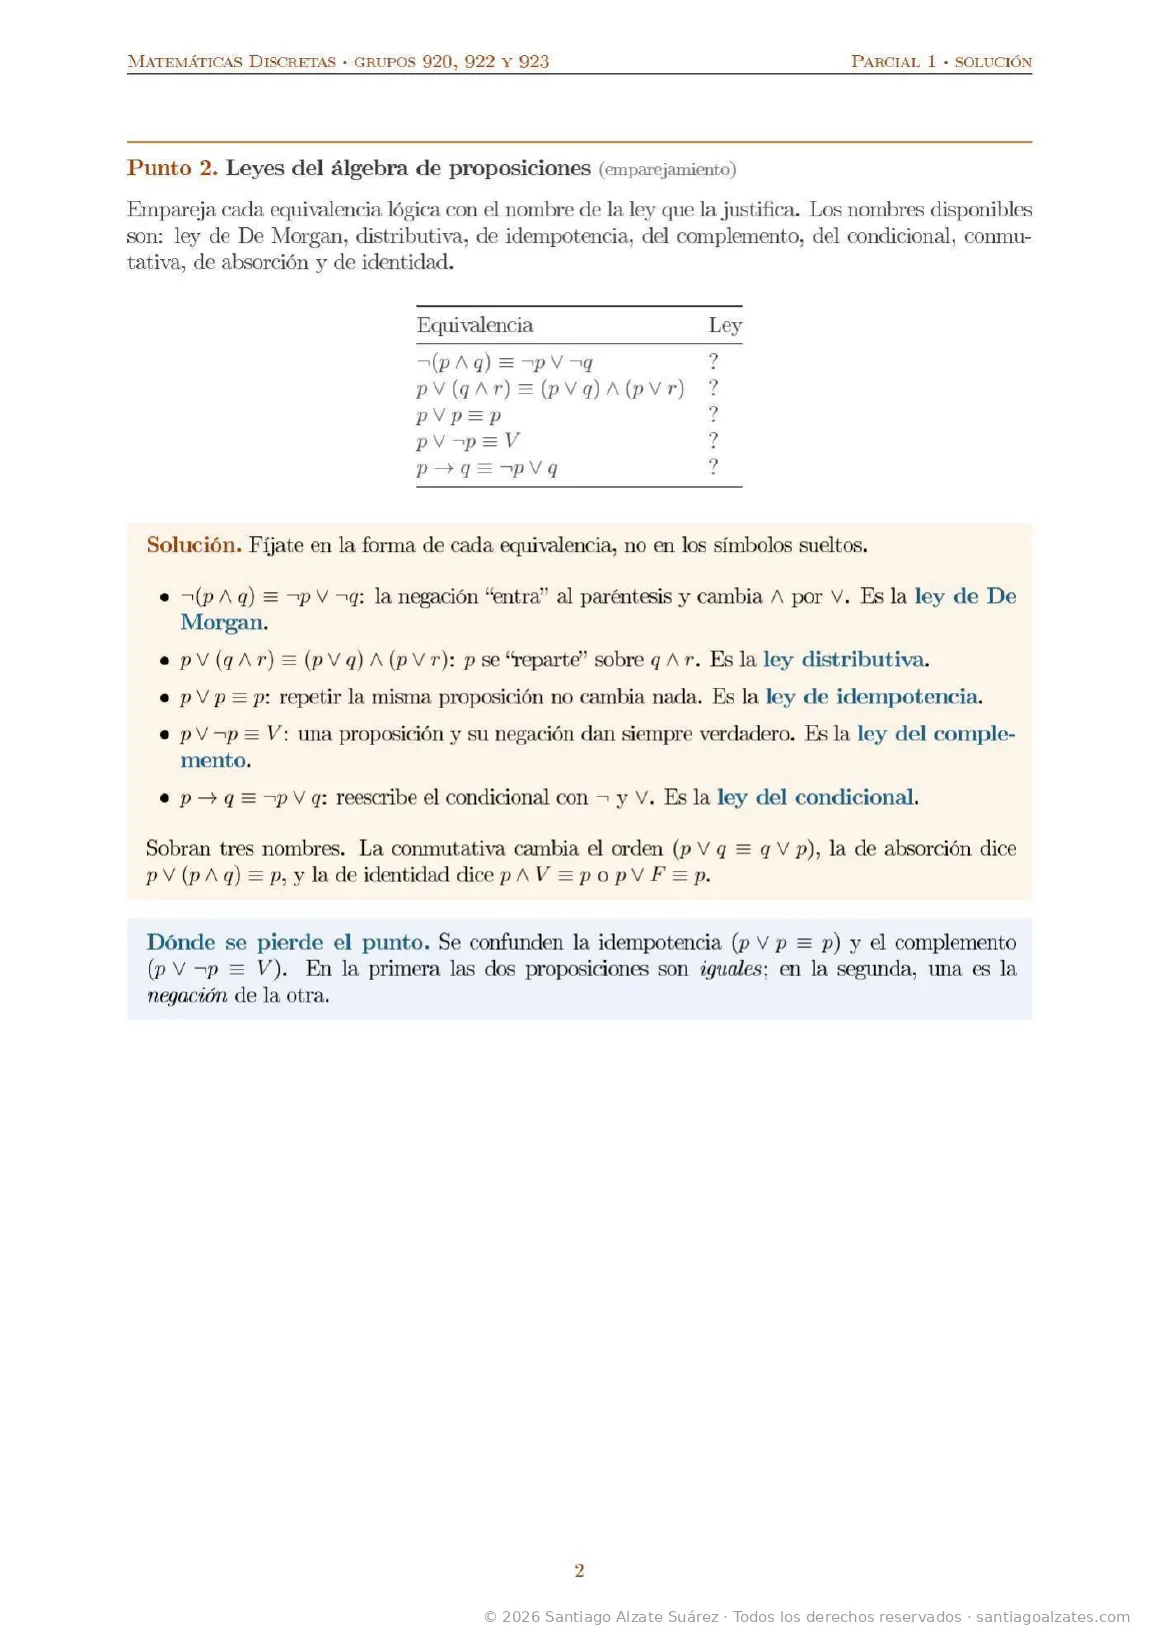 Matemáticas Discretas · grupos 920, 922 y 923
Parcial 1 · solución
Punto 2. Leyes del álgebra de proposiciones (emparejamiento)
Empareja cada equivalencia lógica con el nombre de la ley que la justifica. Los nombres disponibles
son: ley de De Morgan, distributiva, de idempotencia, del complemento, del condicional, conmu-
tativa, de absorción y de identidad.
Equivalencia Ley
¬(p ∧ q) ≡ ¬p ∨ ¬q ?
p ∨ (q ∧ r) ≡ (p ∨ q) ∧ (p ∨ r) ?
p ∨ p ≡ p ?
p ∨ ¬p ≡ V ?
p → q ≡ ¬p ∨ q ?
Solución. Fíjate en la forma de cada equivalencia, no en los símbolos sueltos.
• ¬(p ∧ q) ≡ ¬p ∨ ¬q: la negación “entra” al paréntesis y cambia ∧ por ∨. Es la ley de De
Morgan.
• p ∨ (q ∧ r) ≡ (p ∨ q) ∧ (p ∨ r): p se “reparte” sobre q ∧ r. Es la ley distributiva.
• p ∨ p ≡ p: repetir la misma proposición no cambia nada. Es la ley de idempotencia.
• p ∨ ¬p ≡ V: una proposición y su negación dan siempre verdadero. Es la ley del comple-
mento.
• p → q ≡ ¬p ∨ q: reescribe el condicional con ¬ y ∨. Es la ley del condicional.
Sobran tres nombres. La conmutativa cambia el orden (p ∨ q ≡ q ∨ p), la de absorción dice
p ∨ (p ∧ q) ≡ p, y la de identidad dice p ∧ V ≡ p o p ∨ F ≡ p.
Dónde se pierde el punto. Se confunden la idempotencia (p ∨ p ≡ p) y el complemento
(p ∨ ¬p ≡ V). En la primera las dos proposiciones son iguales; en la segunda, una es la
negación de la otra.
2
© 2026 Santiago Alzate Suárez · Todos los derechos reservados · santiagoalzates.com